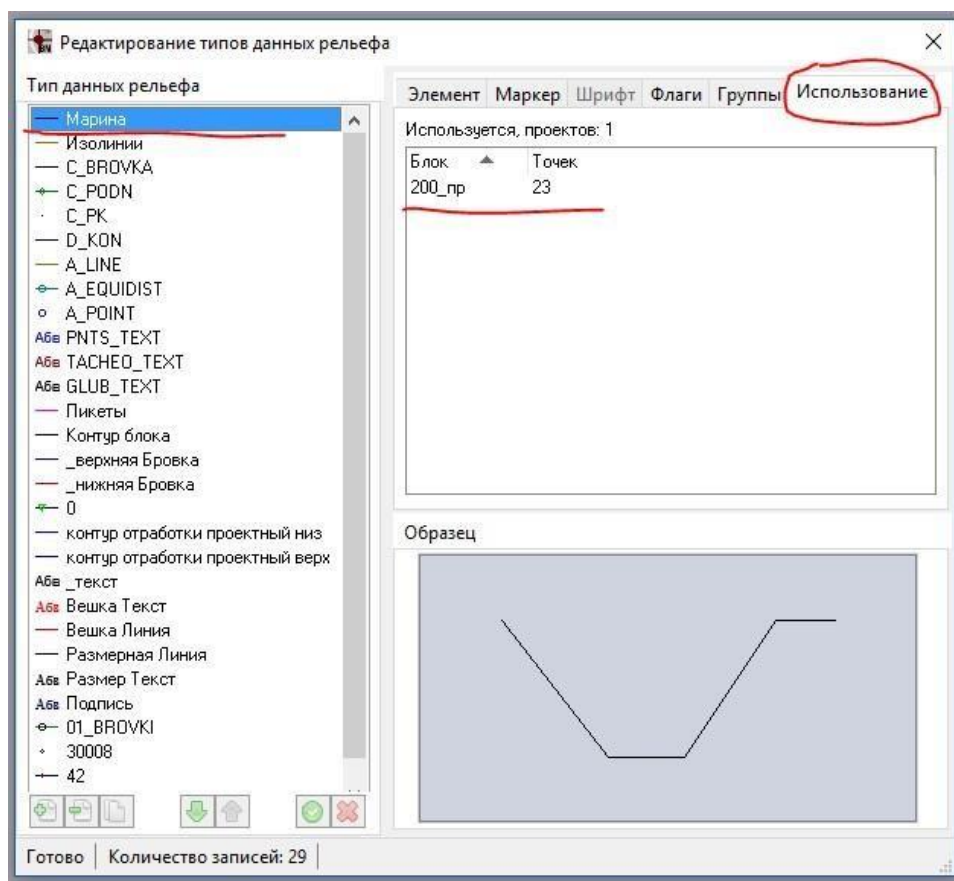 Редактирование типов данных рельефа
Тип данных рельефа
Марина
Изолинии
C_BROVKA
C_PODN
C_PK
D_KON
A_LINE
A_EQUIDIST
A_POINT
Абв PNTS_TEXT
Абв TACHEO_TEXT
Абв GLUB_TEXT
Пикеты
Контур блока
_верхняя Бровка
_нижняя Бровка
0
контур отработки проектный низ
контур отработки проектный верх
Абв _текст
Абв Вешка Текст
Вешка Линия
Размерная Линия
Абв Размер Текст
Абв Подпись
01_BROVKI
30008
42
Элемент Маркер Шрифт Флаги Группы Использование
Используется, проектов: 1
Блок Точек
200_пр 23
Образец
Готово Количество записей: 29